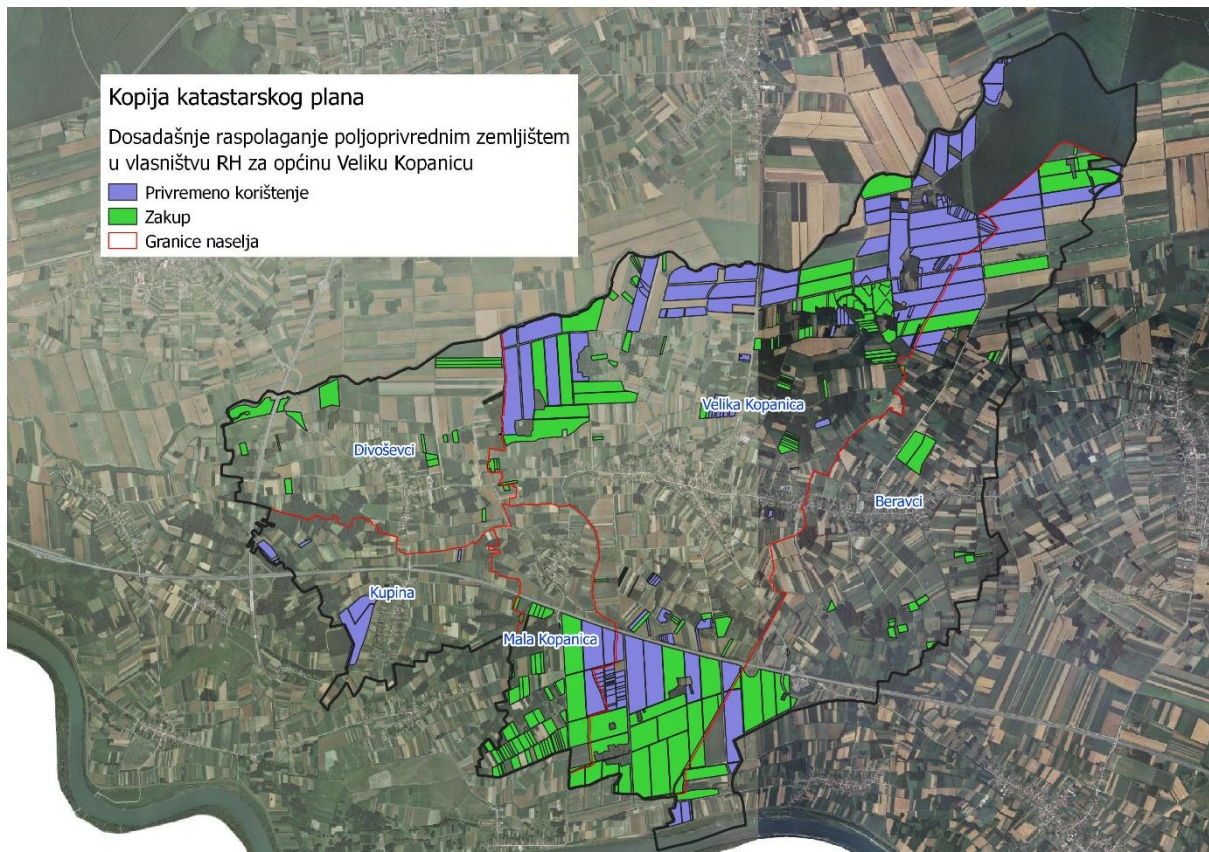 Kopija katastarskog plana
Dosadašnje raspolaganje poljoprivrednim zemljištem
u vlasništvu RH za općinu Veliku Kopanicu
Privremeno korištenje
Zakup
Granice naselja
Velika Kopanica
Divoševci
Beravci
Kupina
Mala Kopanica